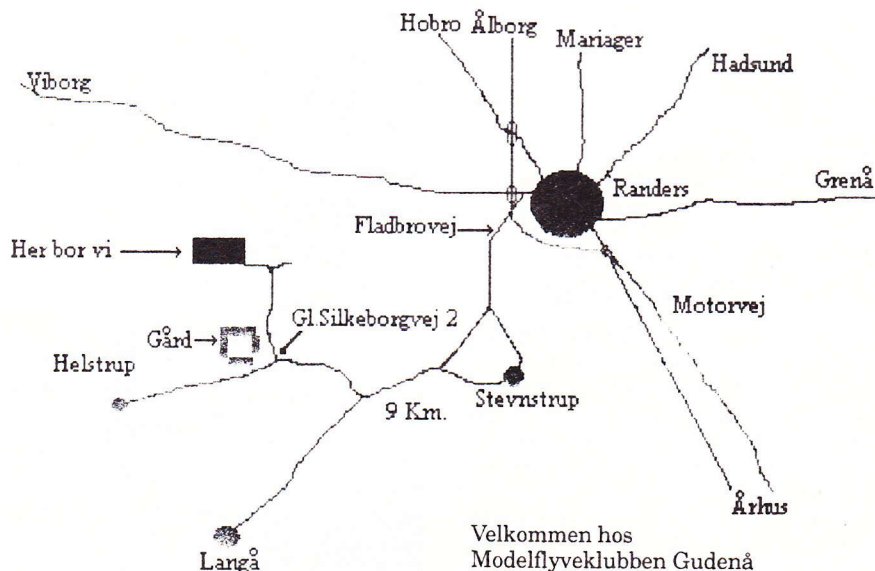 Hobro Ålborg
Mariager
Hadsund
Viborg
Randers
Grenå
Fladbrovej
Her bor vi
Motorvej
Gl.Silkeborgvej 2
Gård
Helstrup
Stevnstrup
9 Km.
Århus
Langå
Velkommen hos
Modelflyveklubben Gudenå